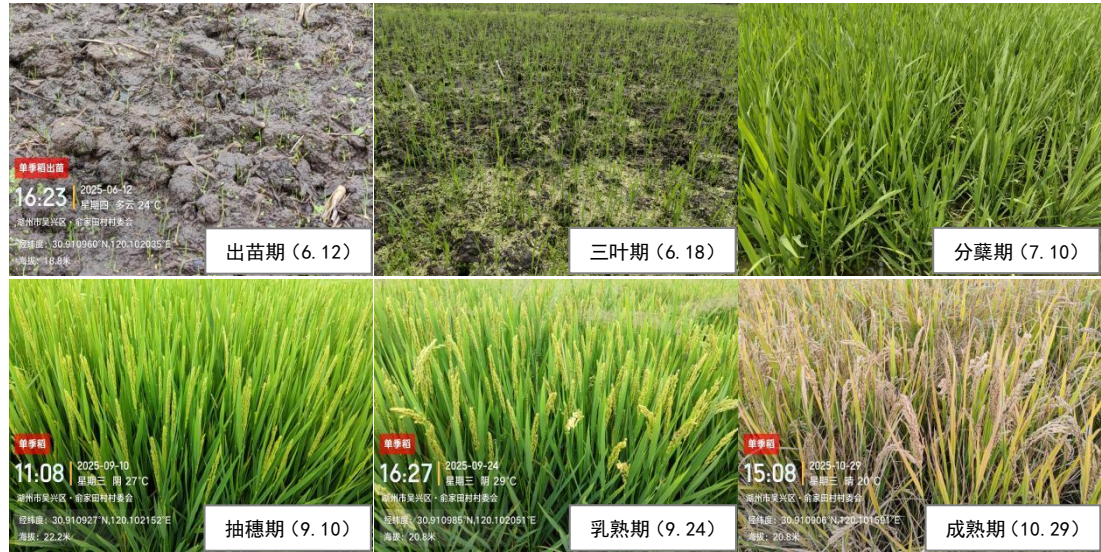 单季稻出苗
16:23
2025-06-12
星期四 多云 24℃
湖州市吴兴区·俞家田村村委会
经纬度: 30.910960°N,120.102035°E
海拔: 18.8米
出苗期(6.12)
三叶期(6.18)
分蘖期(7.10)
单季稻
11:08
2025-09-10
星期三 阴 27℃
湖州市吴兴区·俞家田村村委会
经纬度: 30.910927°N,120.102152°E
海拔: 22.2米
抽穗期(9.10)
单季稻
16:27
2025-09-24
星期三 阴 29℃
湖州市吴兴区·俞家田村村委会
经纬度: 30.910985°N,120.102051°E
海拔: 20.8米
乳熟期(9.24)
单季稻
15:08
2025-10-29
星期三 晴 20℃
湖州市吴兴区·俞家田村村委会
经纬度: 30.910906°N,120.101591°E
海拔: 20.8米
成熟期(10.29)